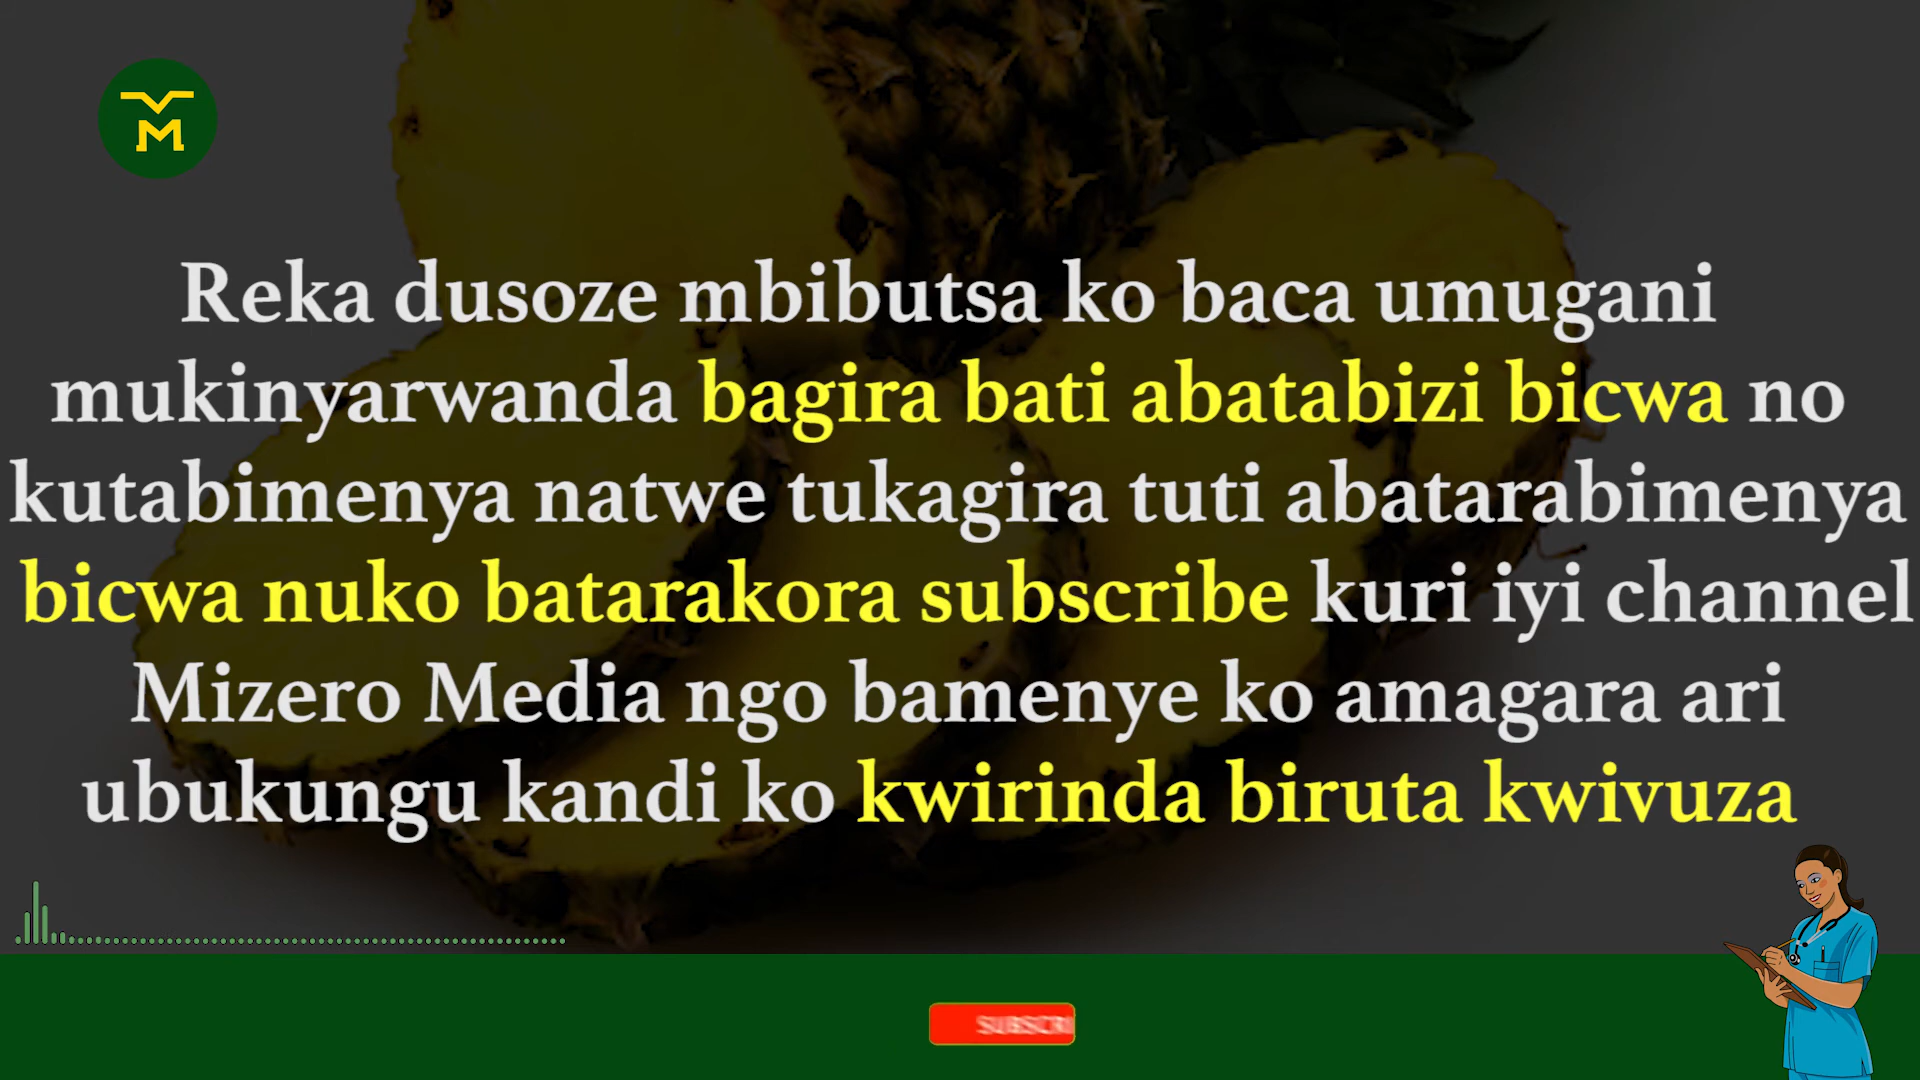 Reka dusoze mbibutsa ko baca umugani
mukinyarwanda bagira bati abatabizi bicwa no
kutabimenya natwe tukagira tuti abatarabimenya
bicwa nuko batarakora subscribe kuri iyi channel
Mizero Media ngo bamenye ko amagara ari
ubukungu kandi ko kwirinda biruta kwivuza